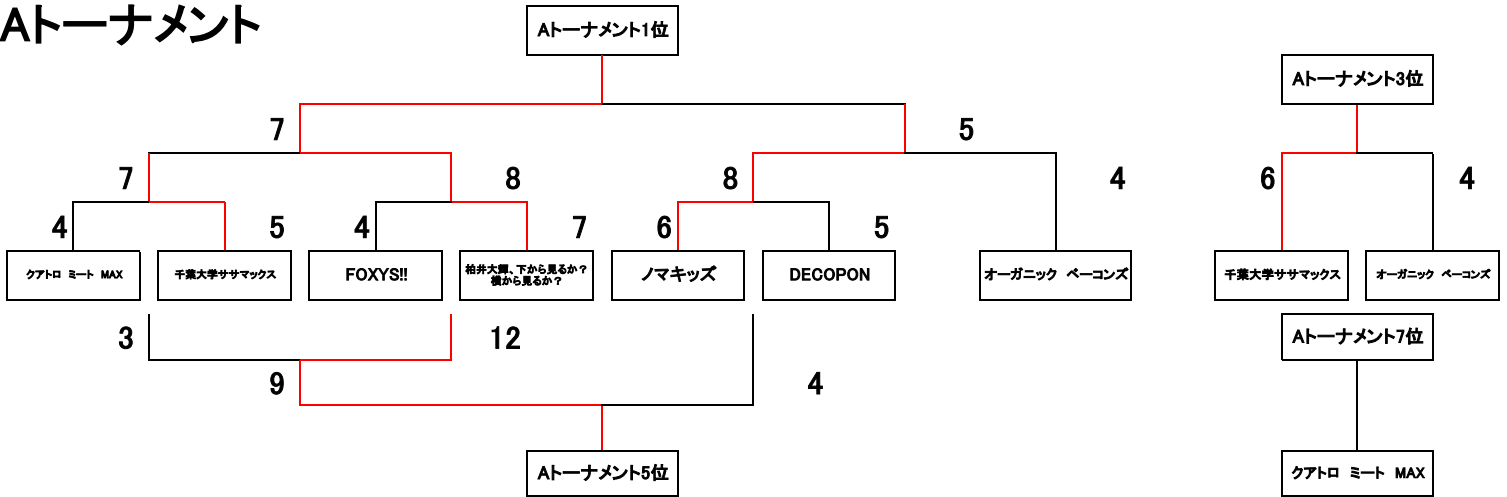 Aトーナメント
Aトーナメント1位
Aトーナメント3位
7
5
7
8
8
4
6
4
4
5
4
7
6
5
クアトロ ミート MAX
千葉大学ササマックス
FOXYS!!
柏井大輝、下から見るか?
横から見るか?
ノマキッズ
DECOPON
オーガニック ベーコンズ
千葉大学ササマックス
オーガニック ベーコンズ
3
12
Aトーナメント7位
9
4
Aトーナメント5位
クアトロ ミート MAX